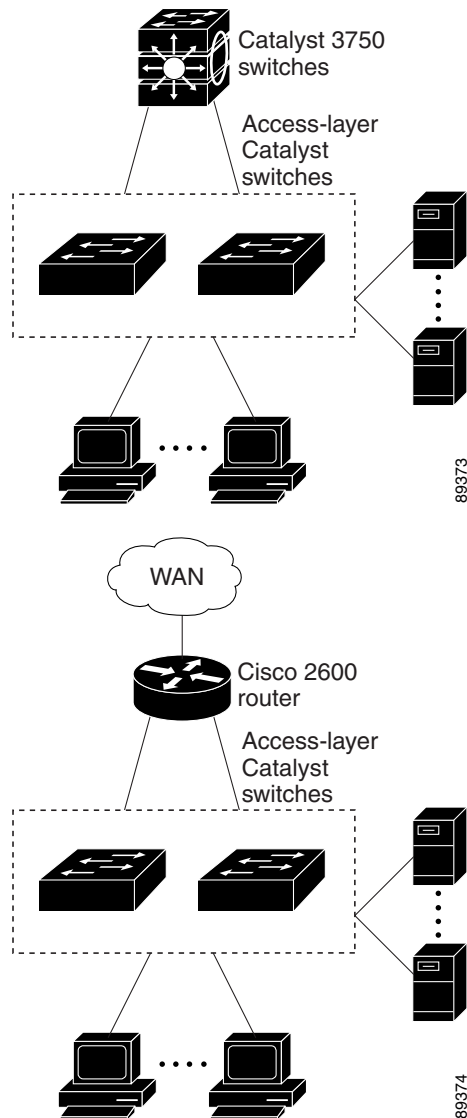 Catalyst 3750
switches
Access-layer
Catalyst
switches
89373
WAN
Cisco 2600
router
Access-layer
Catalyst
switches
89374